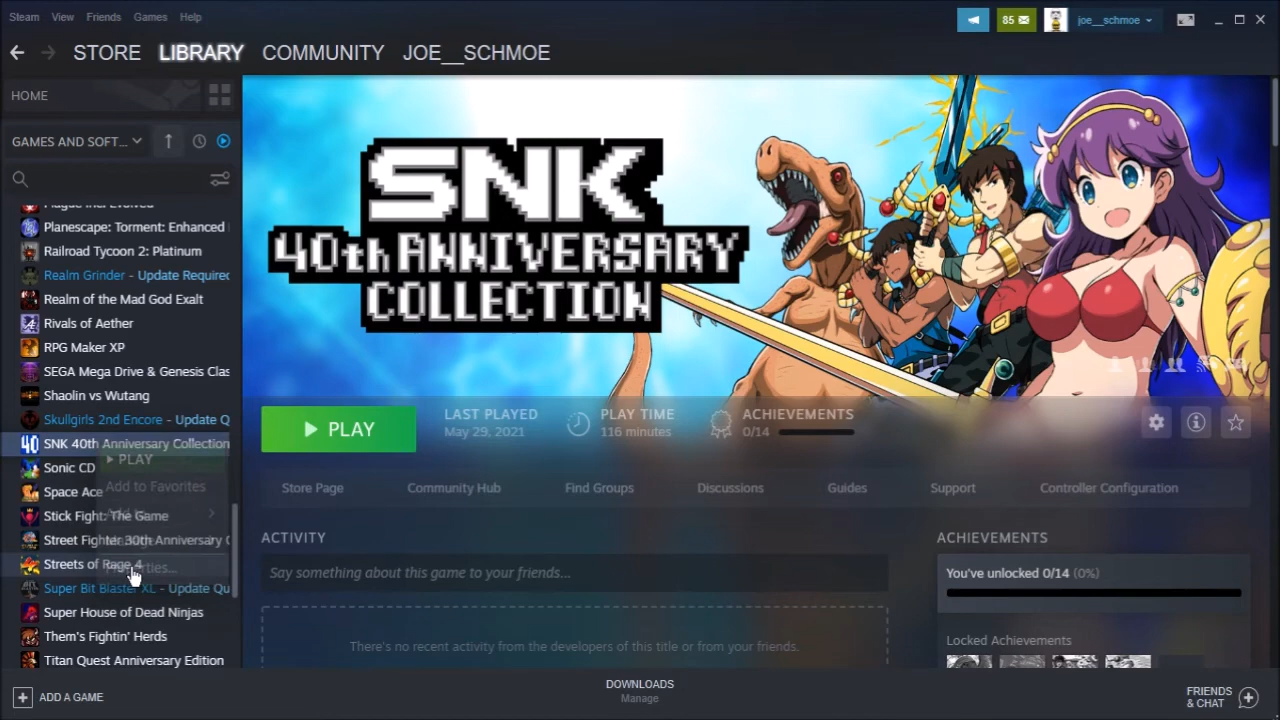 Steam View Friends Games Help
85
joe__schmoe
STORE LIBRARY COMMUNITY JOE__SCHMOE
HOME
GAMES AND SOFT...
Planescape: Torment: Enhanced
Railroad Tycoon 2: Platinum
Realm Grinder - Update Required
Realm of the Mad God Exalt
Rivals of Aether
RPG Maker XP
SEGA Mega Drive & Genesis Clas
Shaolin vs Wutang
Skullgirls 2nd Encore - Update Q
SNK 40th Anniversary Collection
PLAY
Sonic CD
Add to Favorites
Space Ace
Stick Fight: The Game
Street Fighter 30th Anniversary C
Streets of Rage 4
Super Bit Blaster XL - Update Qu
Super House of Dead Ninjas
Them's Fightin' Herds
Titan Quest Anniversary Edition
SNK
40th ANNIVERSARY
COLLECTION
PLAY
LAST PLAYED
May 29, 2021
PLAY TIME
116 minutes
ACHIEVEMENTS
0/14
Store Page Community Hub Find Groups Discussions Guides Support Controller Configuration
ACTIVITY
Say something about this game to your friends...
There's no recent activity from the developers of this title or from your friends.
ACHIEVEMENTS
You've unlocked 0/14 (0%)
Locked Achievements
ADD A GAME
DOWNLOADS
Manage
FRIENDS
& CHAT